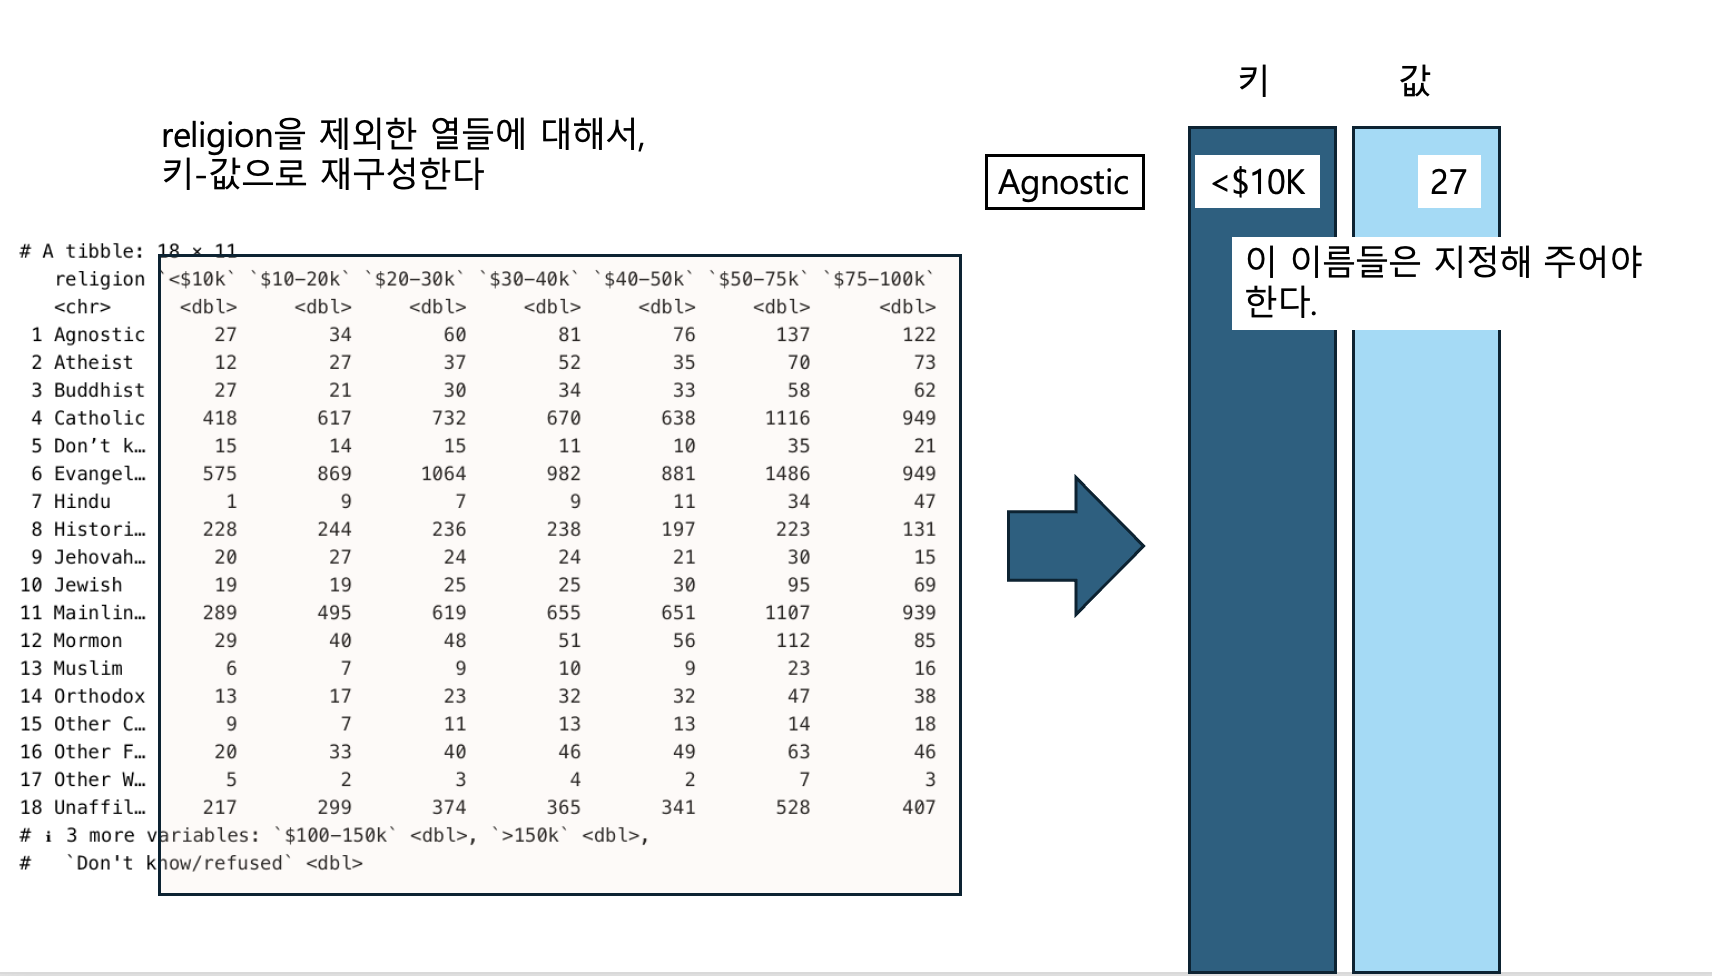 religion을 제외한 열들에 대해서,
키-값으로 재구성한다
# A tibble: 18 × 11
religion `<$10k` `$10-20k` `$20-30k` `$30-40k` `$40-50k` `$50-75k` `$75-100k`
<chr> <dbl> <dbl> <dbl> <dbl> <dbl> <dbl> <dbl>
1 Agnostic 27 34 60 81 76 137 122
2 Atheist 12 27 37 52 35 70 73
3 Buddhist 27 21 30 34 33 58 62
4 Catholic 418 617 732 670 638 1116 949
5 Don’t k… 15 14 15 11 10 35 21
6 Evangel… 575 869 1064 982 881 1486 949
7 Hindu 1 9 7 9 11 34 47
8 Histori… 228 244 236 238 197 223 131
9 Jehovah… 20 27 24 24 21 30 15
10 Jewish 19 19 25 25 30 95 69
11 Mainlin… 289 495 619 655 651 1107 939
12 Mormon 29 40 48 51 56 112 85
13 Muslim 6 7 9 10 9 23 16
14 Orthodox 13 17 23 32 32 47 38
15 Other C… 9 7 11 13 13 14 18
16 Other F… 20 33 40 46 49 63 46
17 Other W… 5 2 3 4 2 7 3
18 Unaffil… 217 299 374 365 341 528 407
# ℹ 3 more variables: `$100-150k` <dbl>, `>150k` <dbl>,
# `Don't know/refused` <dbl>
키 값
Agnostic <$10K 27
이 이름들은 지정해 주어야
한다.